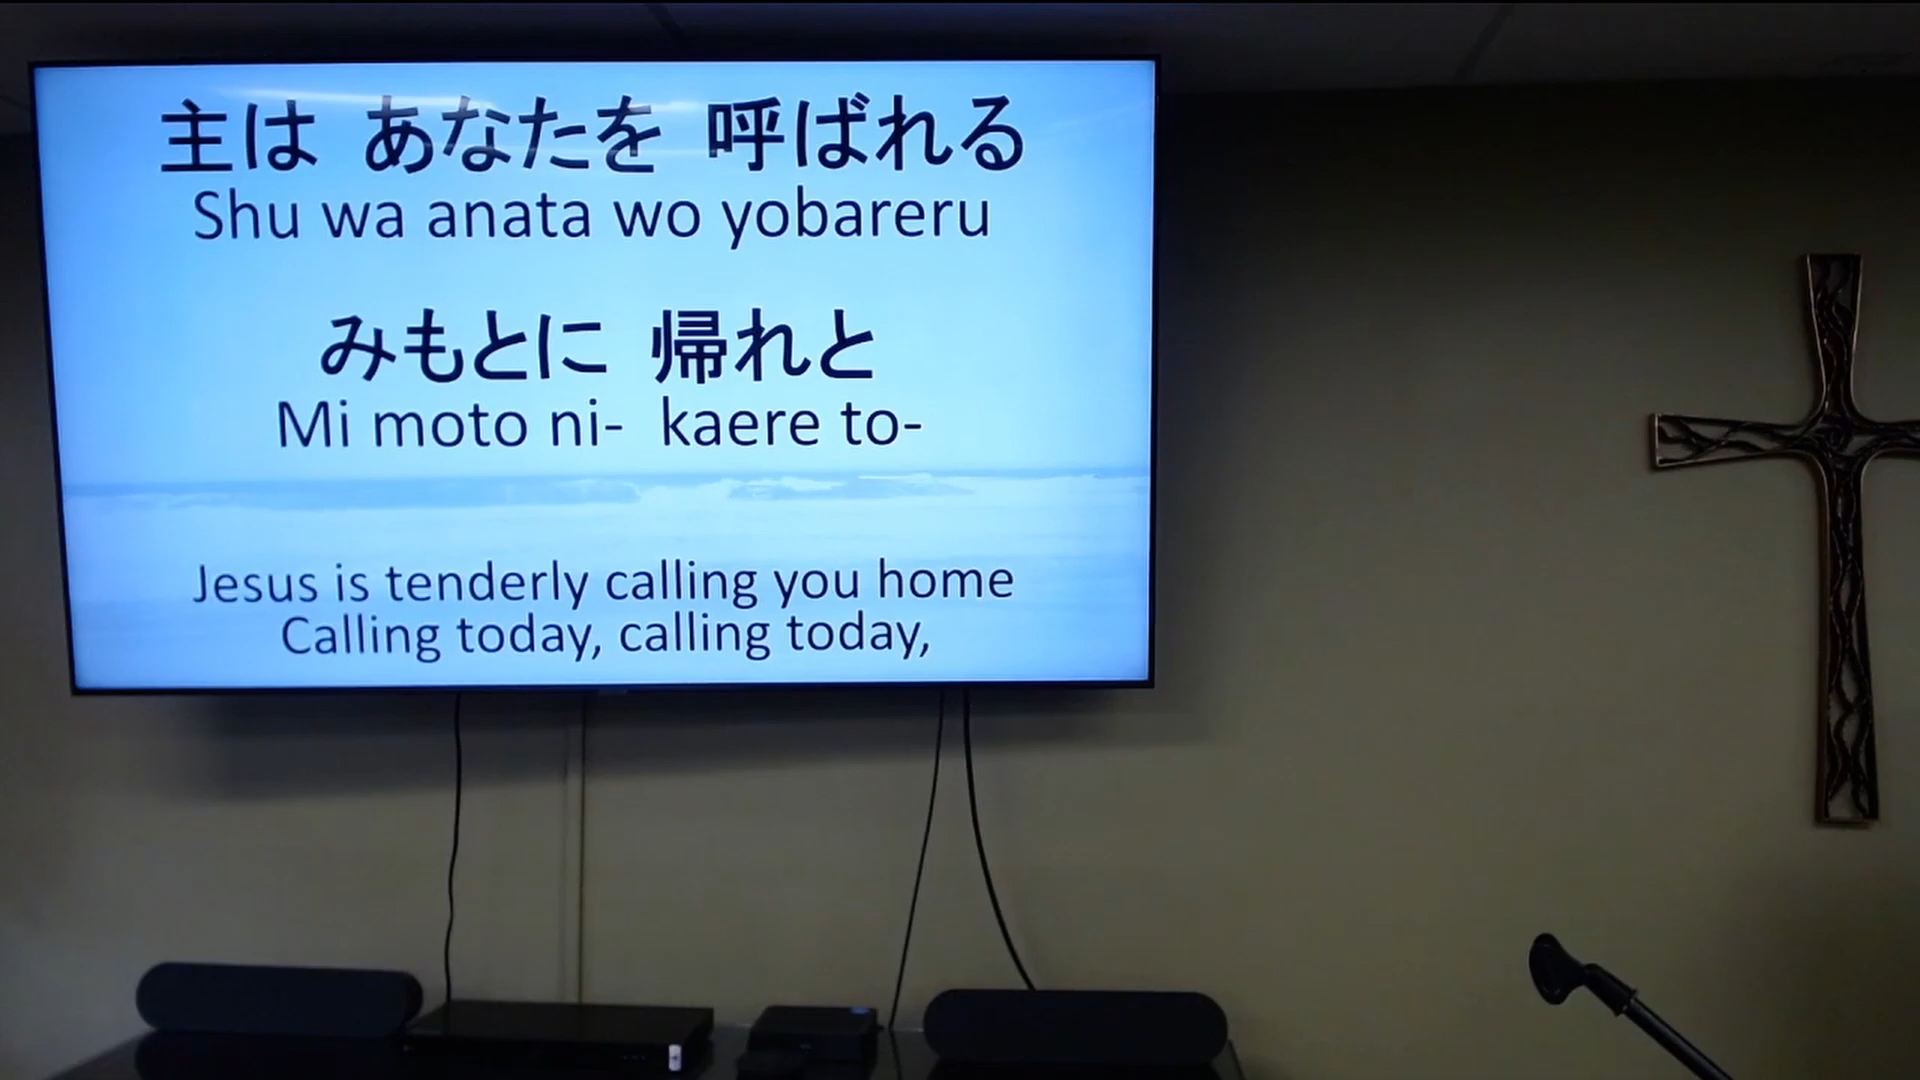 主は あなたを 呼ばれる
Shu wa anata wo yobareru
みもとに 帰れと
Mi moto ni- kaere to-
Jesus is tenderly calling you home
Calling today, calling today,